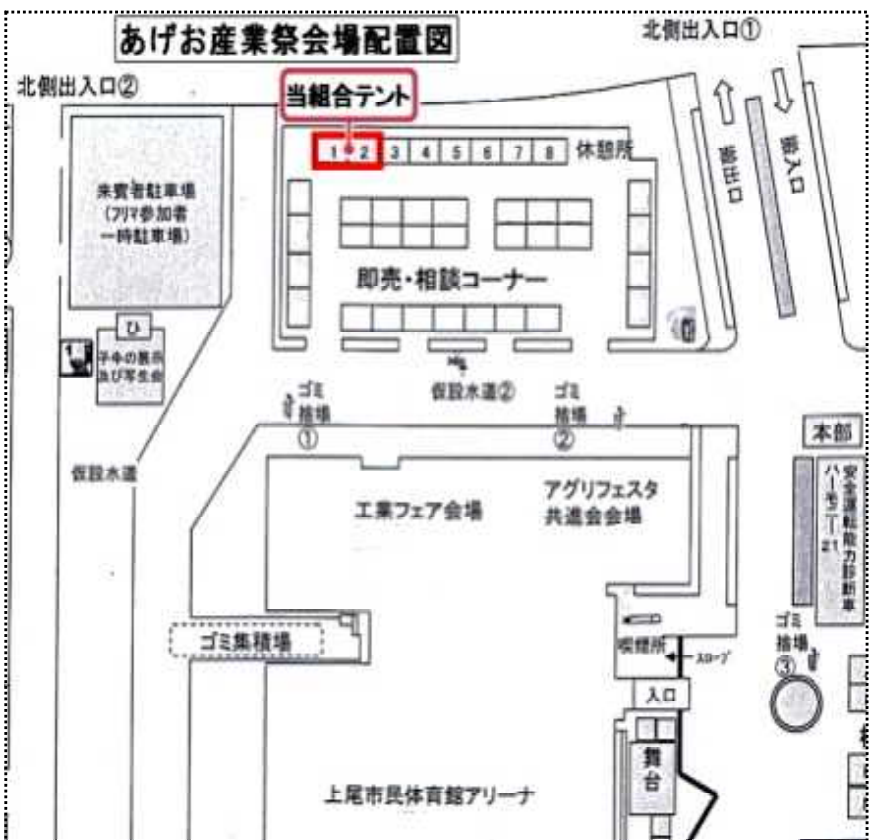 あげお産業祭会場配置図
北側出入口①
北側出入口②
当組合テント
1 2 3 4 5 6 7 8
休憩所
搬出口
搬入口
来賓者駐車場
(フリマ参加者
一時駐車場)
即売・相談コーナー
ひ
子牛の展示
及び写生会
仮設水道②
ゴミ
捨場
①
ゴミ
捨場
②
仮設水道
本部
工業フェア会場
アグリフェスタ
共進会会場
安全運転能力診断車
ハーモニー21
ゴミ集積場
喫煙所
スロープ
ゴミ
捨場
③
入口
舞台
上尾市民体育館アリーナ